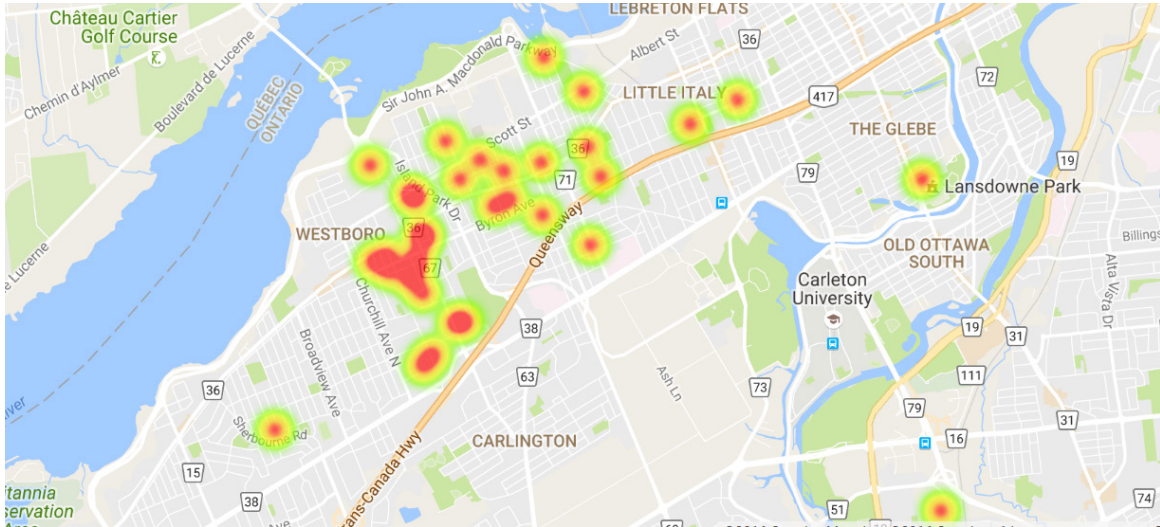 Château Cartier
Golf Course
LEBRETON FLATS
Albert St
36
Sir John A. Macdonald Parkway
Boulevard de Lucerne
Chemin d'Aylmer
QUÉBEC
ONTARIO
LITTLE ITALY
417
72
Scott St
THE GLEBE
36
19
71
79
Island Park Dr
Lansdowne Park
Byron Ave
36
WESTBORO
Queensway
Billings
OLD OTTAWA
SOUTH
de Lucerne
67
Carleton
University
Alta Vista Dr
Churchill Ave N
38
19
31
Broadview Ave
63
111
36
73
Ash Ln
79
31
Sherbourne Rd
CARLINGTON
16
Trans-Canada Hwy
15
38
51
74